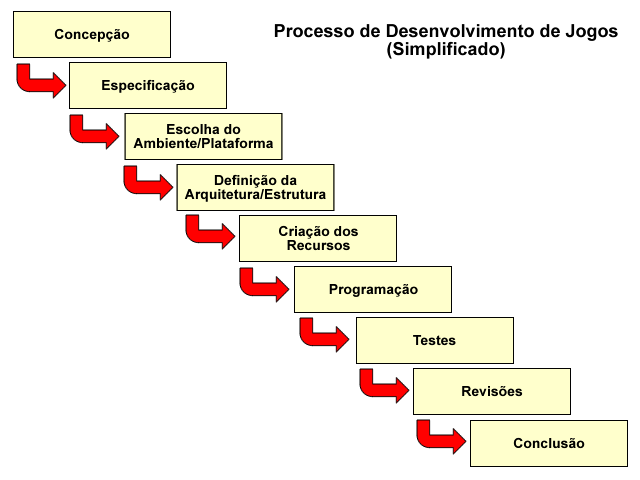 Processo de Desenvolvimento de Jogos
(Simplificado)
Concepção
Especificação
Escolha do
Ambiente/Plataforma
Definição da
Arquitetura/Estrutura
Criação dos
Recursos
Programação
Testes
Revisões
Conclusão